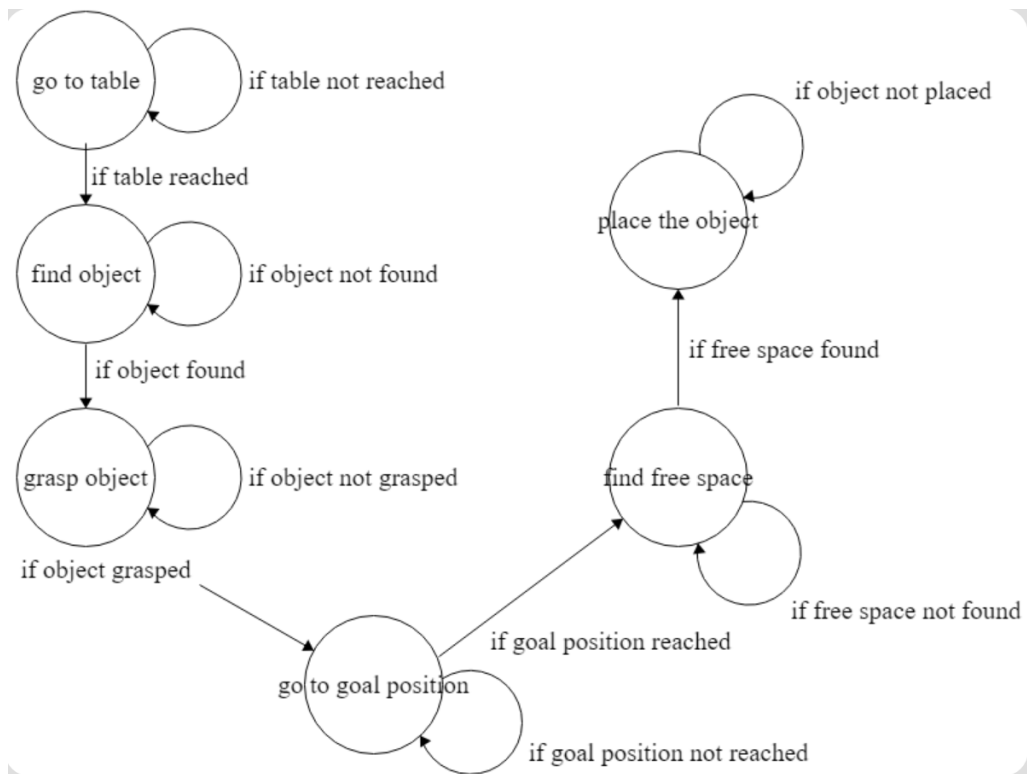 go to table
if table not reached
if table reached
find object
if object not found
if object found
grasp object
if object not grasped
if object grasped
go to goal position
if goal position not reached
if goal position reached
find free space
if free space not found
if free space found
place the object
if object not placed